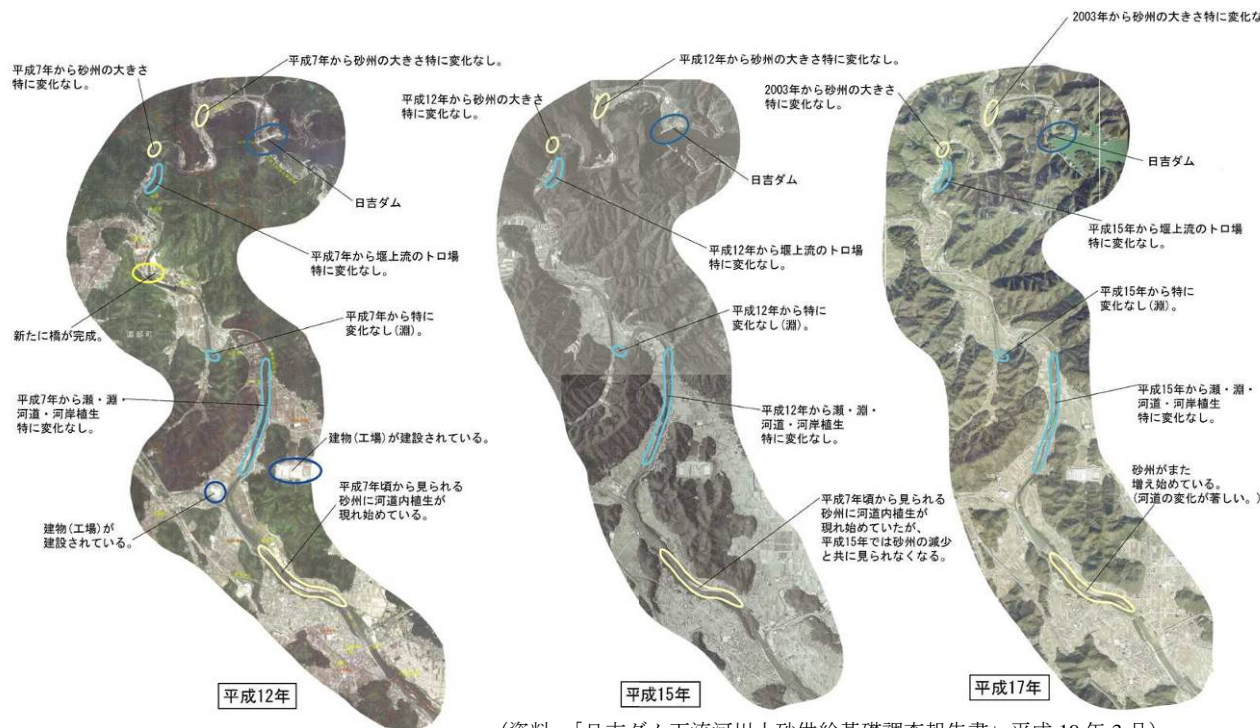 平成7年から砂州の大きさ
特に変化なし。
平成7年から砂州の大きさ特に変化なし。
日吉ダム
平成7年から堰上流のトロ場
特に変化なし。
新たに橋が完成。
平成7年から特に
変化なし(淵)。
平成7年から瀬・淵・
河道・河岸植生
特に変化なし。
建物(工場)が建設されている。
平成7年頃から見られる
砂州に河道内植生が
現れ始めている。
建物(工場)が
建設されている。
平成12年
平成12年から砂州の大きさ特に変化なし。
平成12年から砂州の大きさ
特に変化なし。
日吉ダム
平成12年から堰上流のトロ場
特に変化なし。
平成12年から特に
変化なし(淵)。
平成12年から瀬・淵・
河道・河岸植生
特に変化なし。
平成7年頃から見られる
砂州に河道内植生が
現れ始めていたが、
平成15年では砂州の減少
と共に見られなくなる。
平成15年
2003年から砂州の大きさ特に変化な
2003年から砂州の大きさ
特に変化なし。
日吉ダム
平成15年から堰上流のトロ場
特に変化なし。
平成15年から特に
変化なし(淵)。
平成15年から瀬・淵・
河道・河岸植生
特に変化なし。
砂州がまた
増え始めている。
(河道の変化が著しい。)
平成17年